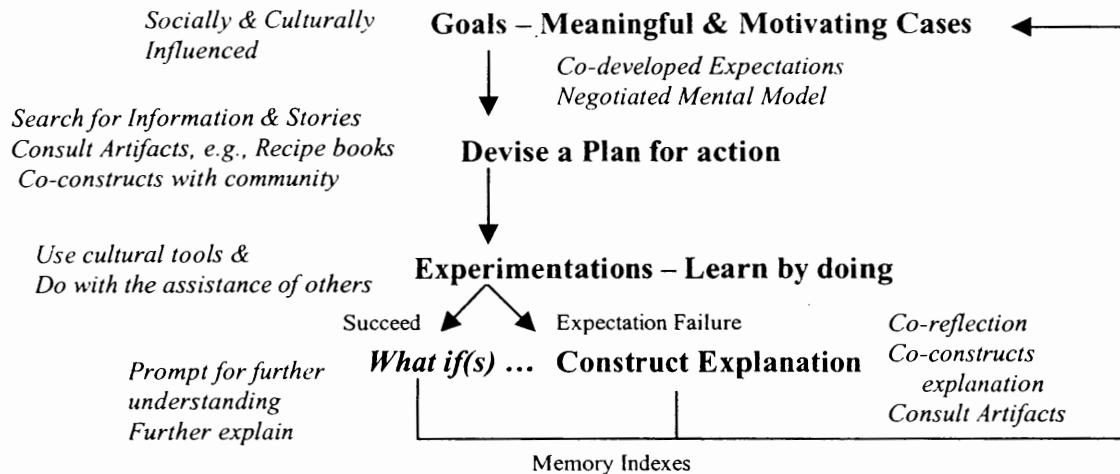 Socially & Culturally
Influenced
Goals – Meaningful & Motivating Cases
Co-developed Expectations
Negotiated Mental Model
Search for Information & Stories
Consult Artifacts, e.g., Recipe books
Co-constructs with community
Devise a Plan for action
Use cultural tools &
Do with the assistance of others
Experimentations – Learn by doing
Succeed
Expectation Failure
What if(s) …
Construct Explanation
Prompt for further
understanding
Further explain
Co-reflection
Co-constructs
explanation
Consult Artifacts
Memory Indexes